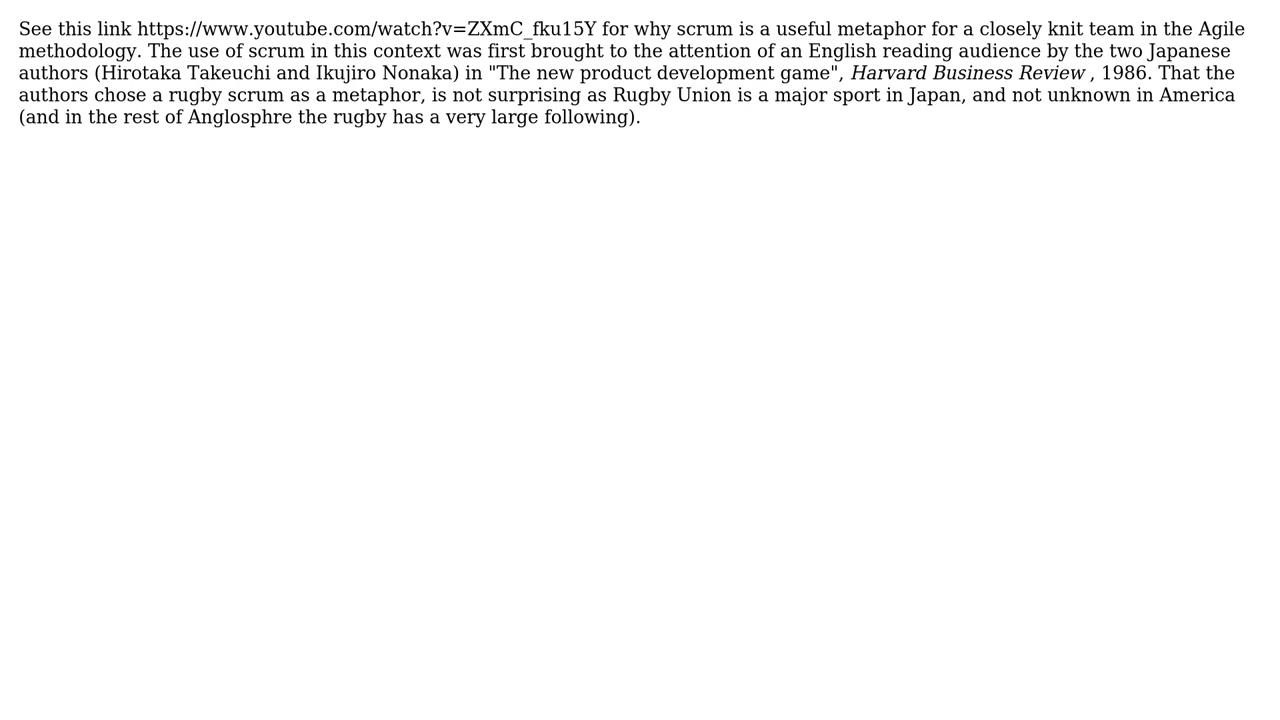 See this link https://www.youtube.com/watch?v=ZXmC_fku15Y for why scrum is a useful metaphor for a closely knit team in the Agile
methodology. The use of scrum in this context was first brought to the attention of an English reading audience by the two Japanese
authors (Hirotaka Takeuchi and Ikujiro Nonaka) in "The new product development game", Harvard Business Review , 1986. That the
authors chose a rugby scrum as a metaphor, is not surprising as Rugby Union is a major sport in Japan, and not unknown in America
(and in the rest of Anglosphre the rugby has a very large following).